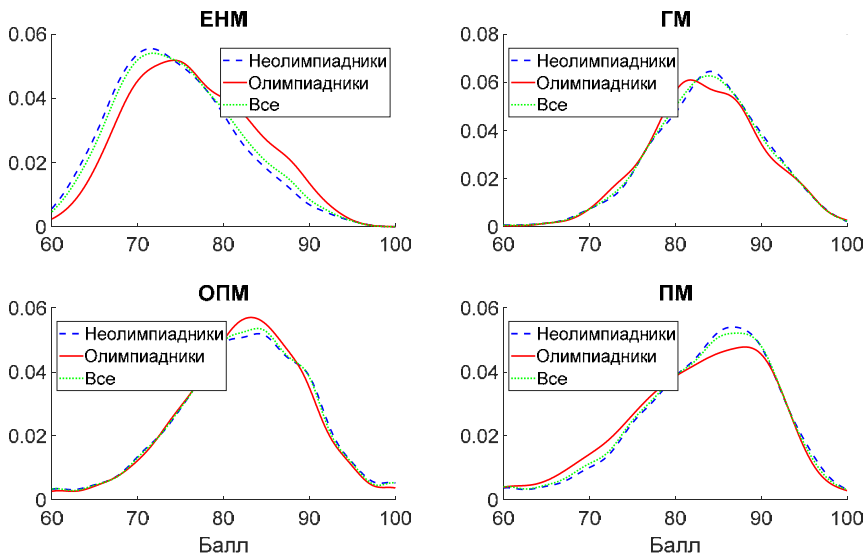 ЕНМ
0.06
0.04
0.02
0
60
70
80
90
100
Неолимпиадники
Олимпиадники
Все
ГМ
0.08
0.06
0.04
0.02
0
60
70
80
90
100
Неолимпиадники
Олимпиадники
Все
ОПМ
0.06
0.04
0.02
0
60
70
80
90
100
Балл
Неолимпиадники
Олимпиадники
Все
ПМ
0.06
0.04
0.02
0
60
70
80
90
100
Балл
Неолимпиадники
Олимпиадники
Все